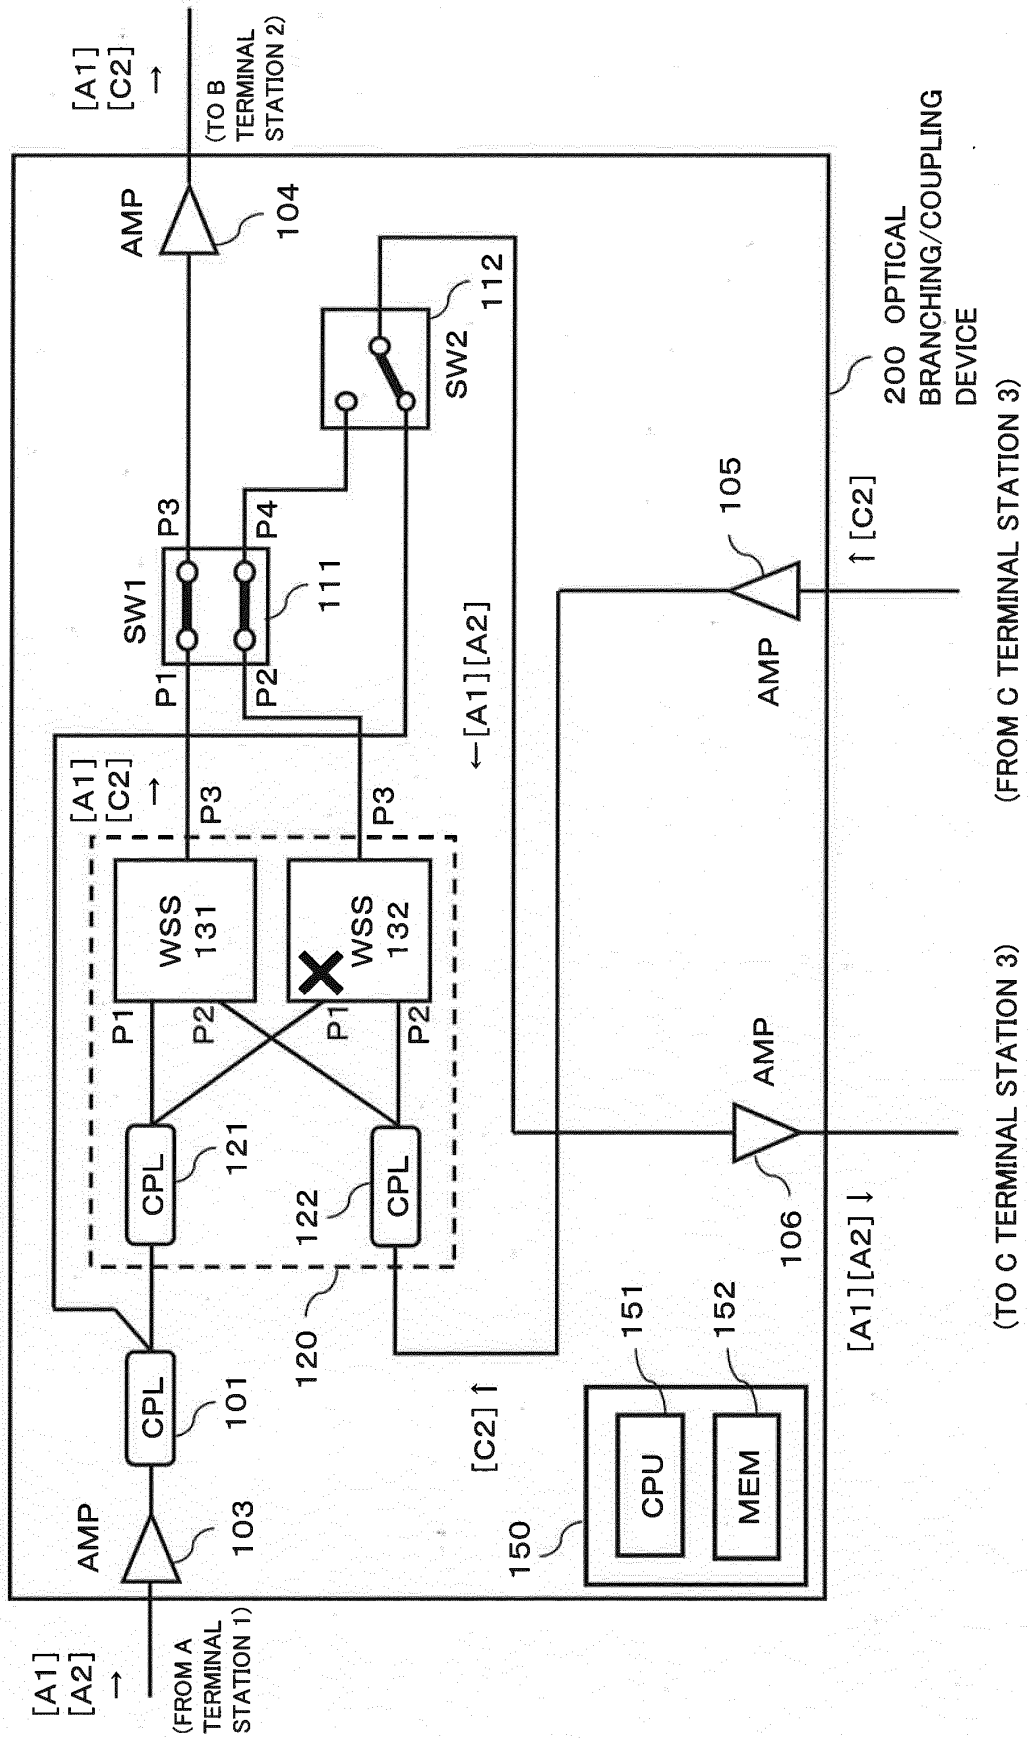 [A1]
[A2]
→
(FROM A
TERMINAL
STATION 1)
AMP
103
CPL
101
120
CPL
121
CPL
122
P1
P2
P1
P2
WSS
131
WSS
132
P3
P3
[A1]
[C2]
→
SW1
P1
P2
P3
P4
111
SW2
112
AMP
104
[A1]
[C2]
→
(TO B
TERMINAL
STATION 2)
←[A1][A2]
[C2]↑
150
CPU
151
MEM
152
AMP
106
[A1][A2]↓
(TO C TERMINAL STATION 3)
AMP
105
↑[C2]
(FROM C TERMINAL STATION 3)
200 OPTICAL
BRANCHING/COUPLING
DEVICE